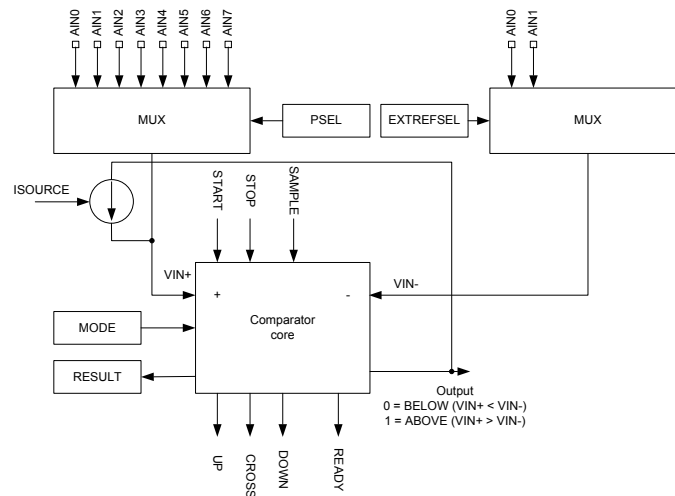 AIN0
AIN1
AIN2
AIN3
AIN4
AIN5
AIN6
AIN7
AIN0
AIN1
MUX
PSEL
EXTREFSEL
MUX
ISOURCE
START
STOP
SAMPLE
VIN+
VIN-
+
-
Comparator
core
MODE
RESULT
Output
0 = BELOW (VIN+ < VIN-)
1 = ABOVE (VIN+ > VIN-)
UP
CROSS
DOWN
READY